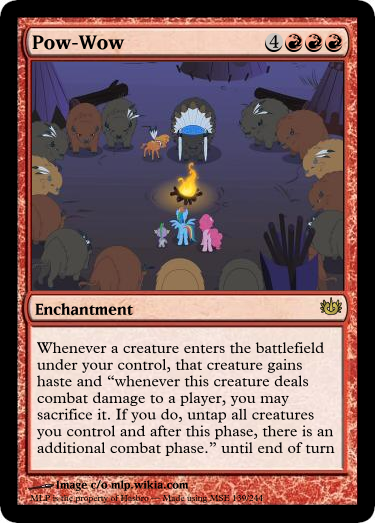 Pow-Wow 4
Enchantment
Whenever a creature enters the battlefield
under your control, that creature gains
haste and “whenever this creature deals
combat damage to a player, you may
sacrifice it. If you do, untap all creatures
you control and after this phase, there is an
additional combat phase.” until end of turn
Image c/o mlp.wikia.com
MLP is the property of Hasbro — Made using MSE 139/244